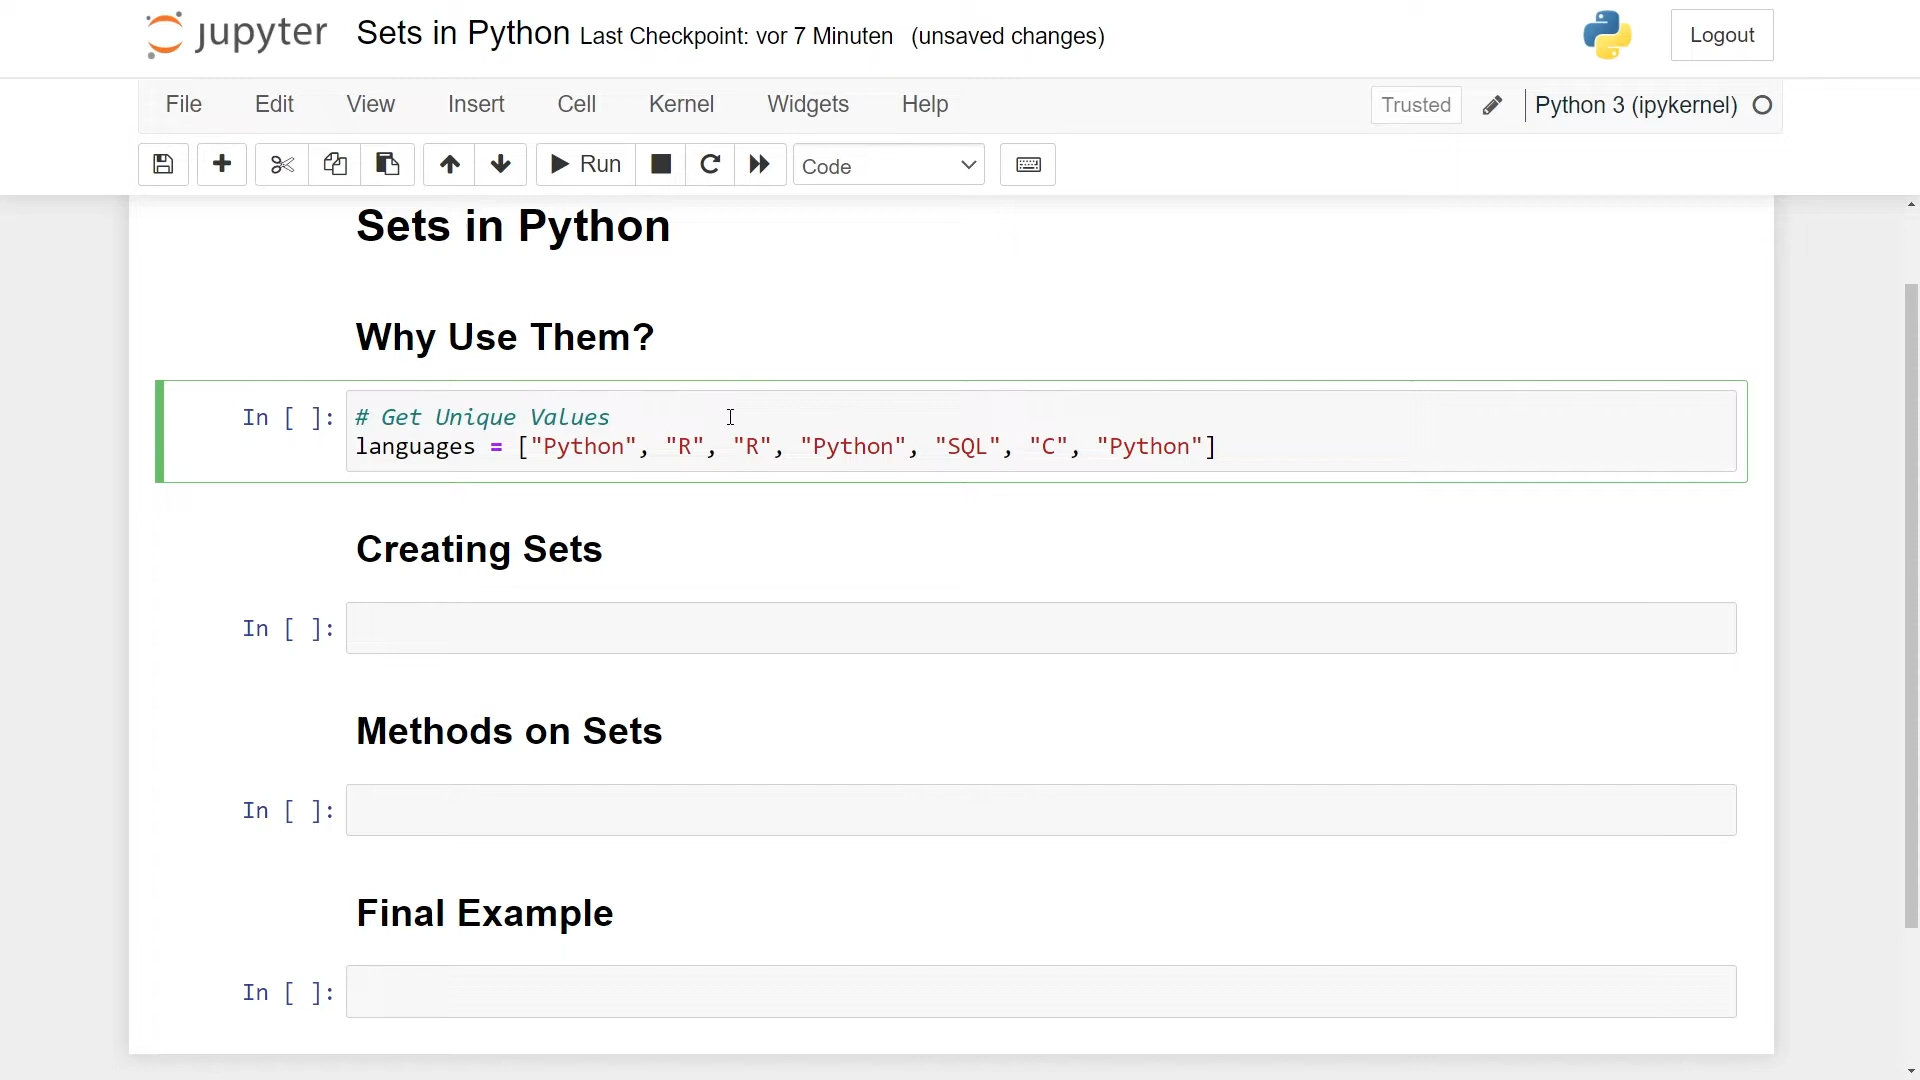 jupyter Sets in Python Last Checkpoint: vor 7 Minuten (unsaved changes) Logout
File Edit View Insert Cell Kernel Widgets Help Trusted Python 3 (ipykernel)
Run Code
Sets in Python
Why Use Them?
In [ ]: # Get Unique Values
languages = ["Python", "R", "R", "Python", "SQL", "C", "Python"]
Creating Sets
In [ ]:
Methods on Sets
In [ ]:
Final Example
In [ ]: